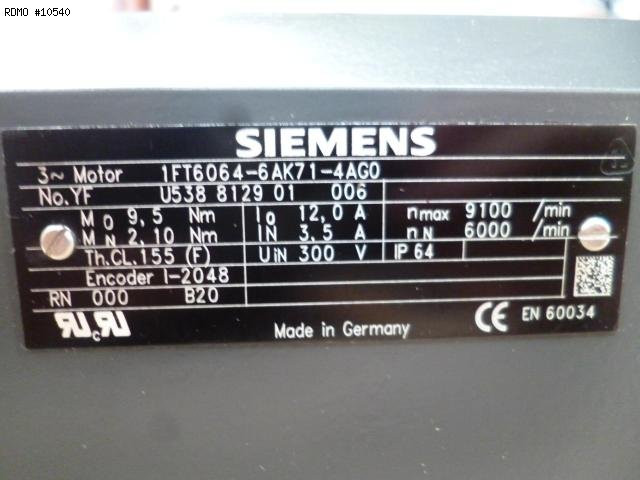 RDMO #10540
SIEMENS
3~ Motor 1FT6064-6AK71-4AG0
No.YF U538 8129 01 006
M0 9,5 Nm I0 12,0 A nmax 9100 /min
MN 2,10 Nm IN 3,5 A nN 6000 /min
Th.CL.155 (F) UiN 300 V IP 64
Encoder I-2048
RN 000 B20
Made in Germany CE EN 60034